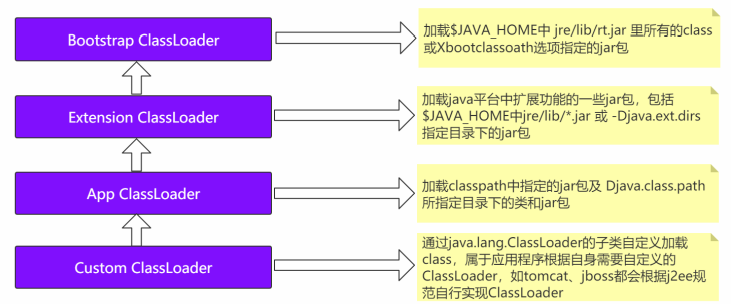 Bootstrap ClassLoader
加载$JAVA_HOME中 jre/lib/rt.jar 里所有的class
或Xbootclassoath选项指定的jar包
Extension ClassLoader
加载java平台中扩展功能的一些jar包，包括
$JAVA_HOME中jre/lib/*.jar 或 -Djava.ext.dirs
指定目录下的jar包
App ClassLoader
加载classpath中指定的jar包及 Djava.class.path
所指定目录下的类和jar包
Custom ClassLoader
通过java.lang.ClassLoader的子类自定义加载
class，属于应用程序根据自身需要自定义的
ClassLoader，如tomcat、jboss都会根据j2ee规
范自行实现ClassLoader